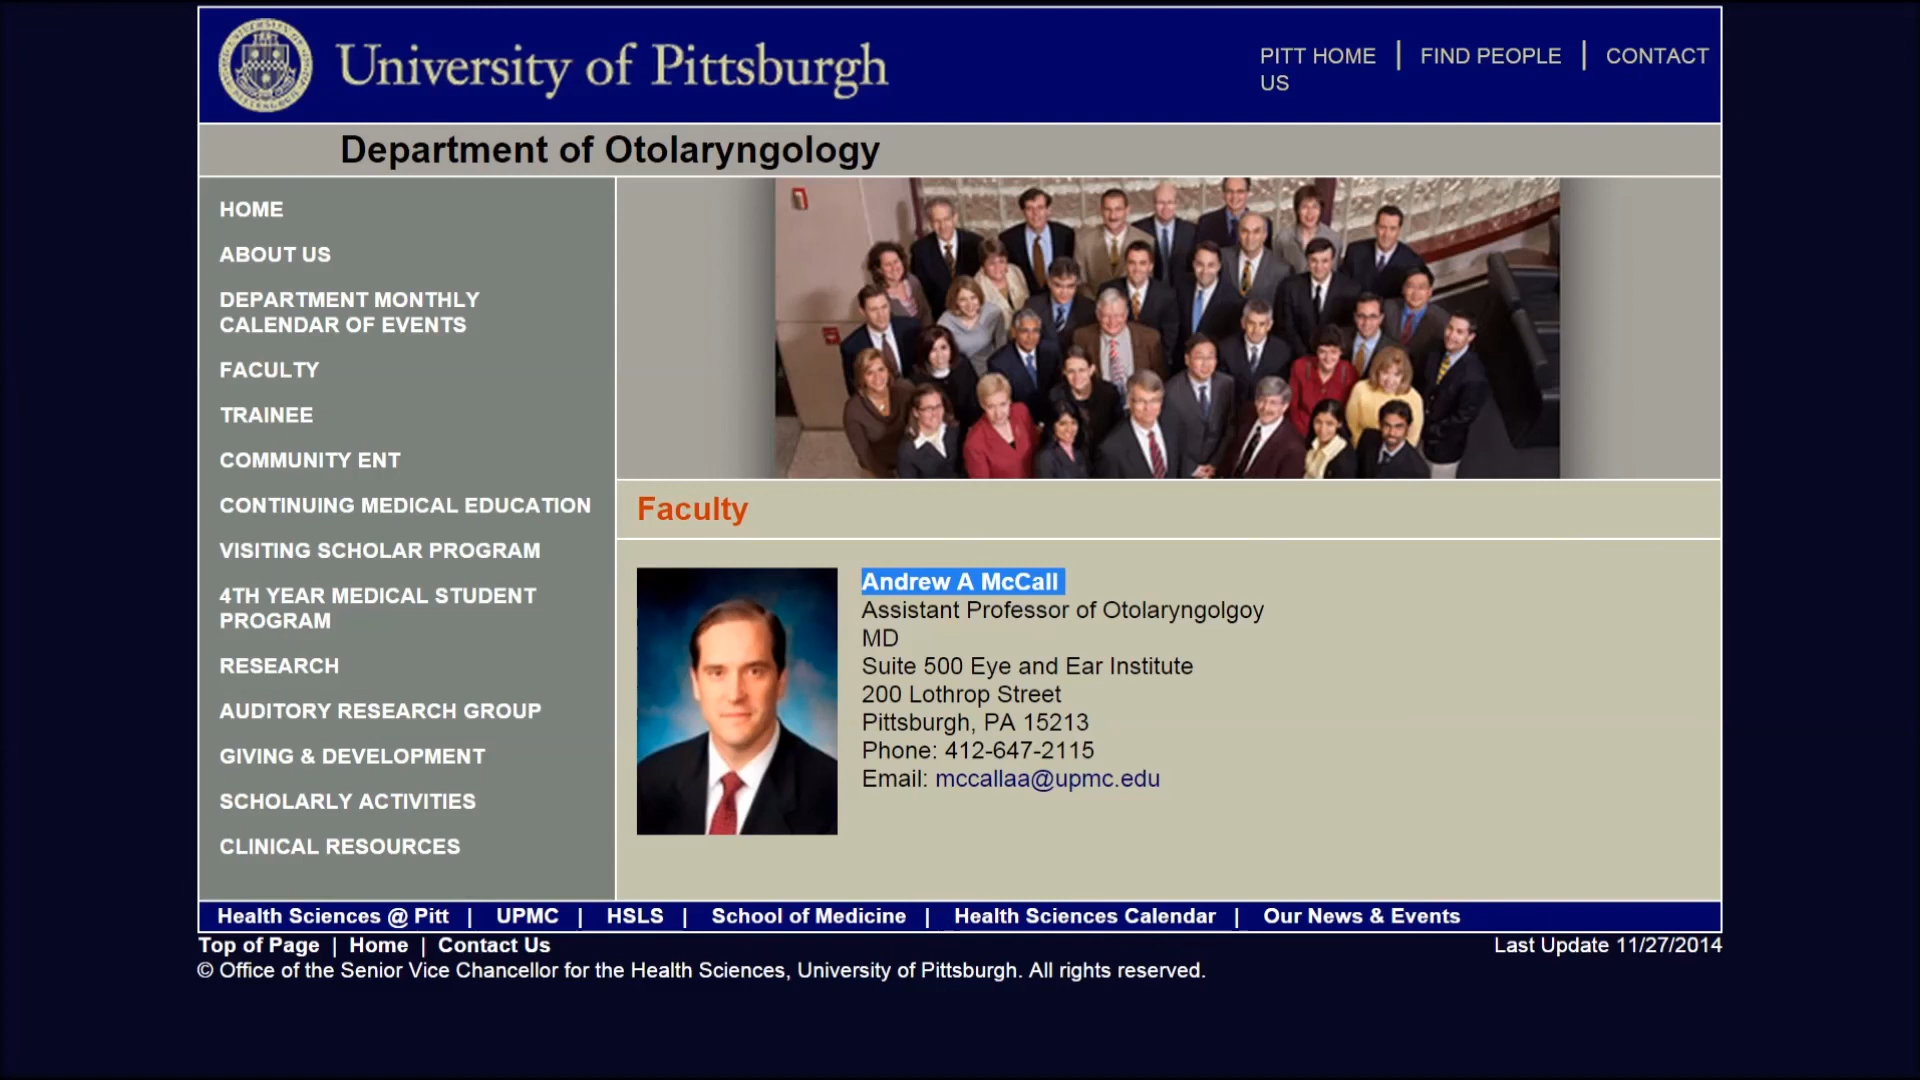 University of Pittsburgh
PITT HOME | FIND PEOPLE | CONTACT
US
Department of Otolaryngology
HOME
ABOUT US
DEPARTMENT MONTHLY
CALENDAR OF EVENTS
FACULTY
TRAINEE
COMMUNITY ENT
CONTINUING MEDICAL EDUCATION
VISITING SCHOLAR PROGRAM
4TH YEAR MEDICAL STUDENT
PROGRAM
RESEARCH
AUDITORY RESEARCH GROUP
GIVING & DEVELOPMENT
SCHOLARLY ACTIVITIES
CLINICAL RESOURCES
Faculty
Andrew A McCall
Assistant Professor of Otolaryngolgoy
MD
Suite 500 Eye and Ear Institute
200 Lothrop Street
Pittsburgh, PA 15213
Phone: 412-647-2115
Email: mccallaa@upmc.edu
Health Sciences @ Pitt | UPMC | HSLS | School of Medicine | Health Sciences Calendar | Our News & Events
Top of Page | Home | Contact Us
Last Update 11/27/2014
© Office of the Senior Vice Chancellor for the Health Sciences, University of Pittsburgh. All rights reserved.